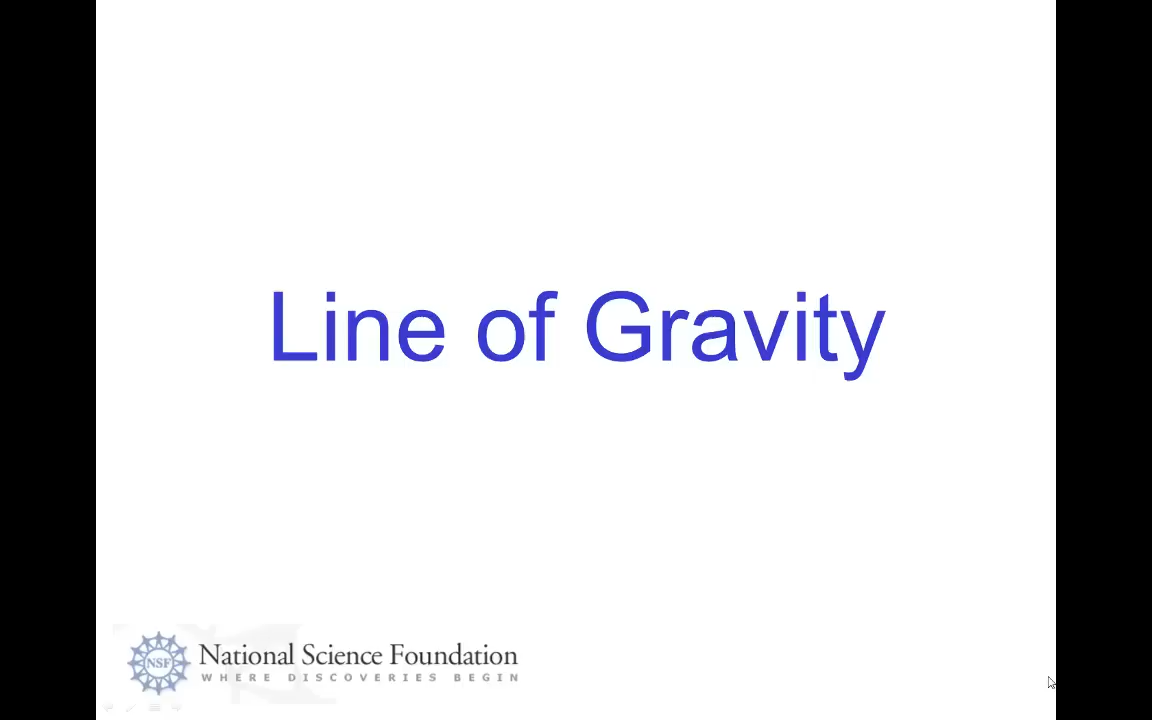 Line of Gravity
NSF
National Science Foundation
WHERE DISCOVERIES BEGIN